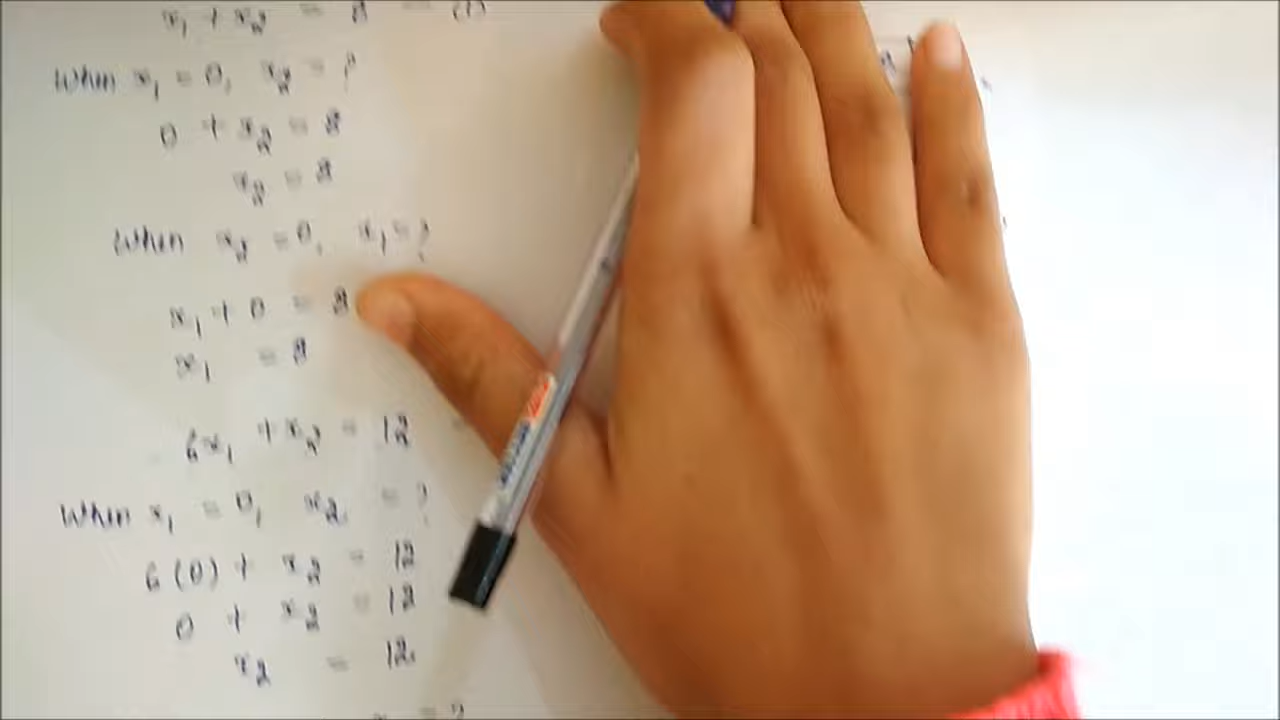 x₁ + x₂ = 8 — (1)
When x₁ = 0, x₂ = ?
0 + x₂ = 8
x₂ = 8
When x₂ = 0, x₁ = ?
x₁ + 0 = 8
x₁ = 8
6x₁ + x₂ = 12
When x₁ = 0, x₂ = ?
6(0) + x₂ = 12
0 + x₂ = 12
x₂ = 12
= ?